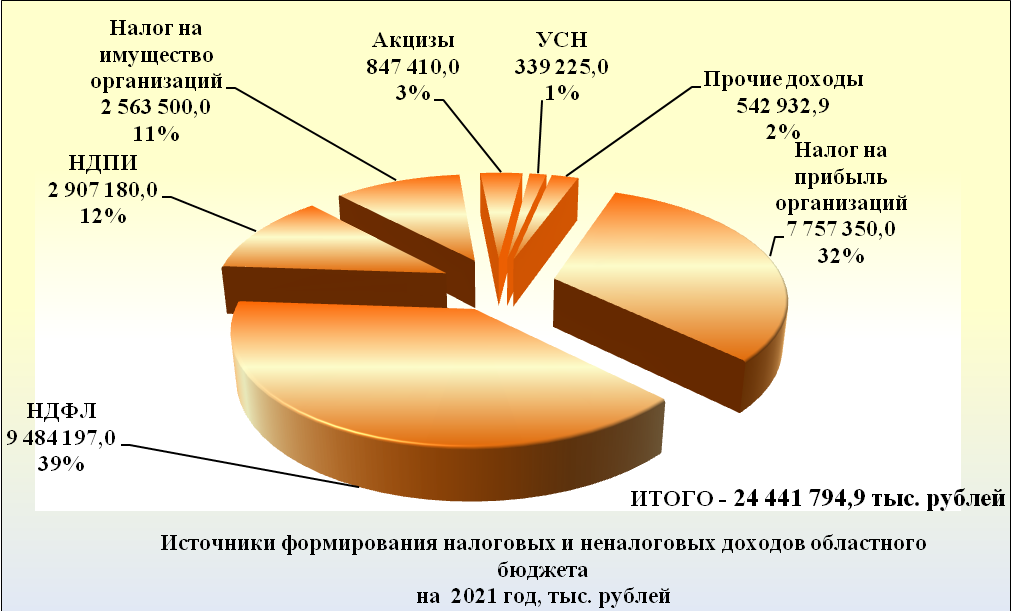 Налог на
имущество
организаций
2 563 500,0
11%
Акцизы
847 410,0
3%
УСН
339 225,0
1%
Прочие доходы
542 932,9
2%
Налог на
прибыль
организаций
7 757 350,0
32%
НДПИ
2 907 180,0
12%
НДФЛ
9 484 197,0
39%
ИТОГО - 24 441 794,9 тыс. рублей
Источники формирования налоговых и неналоговых доходов областного
бюджета
на 2021 год, тыс. рублей